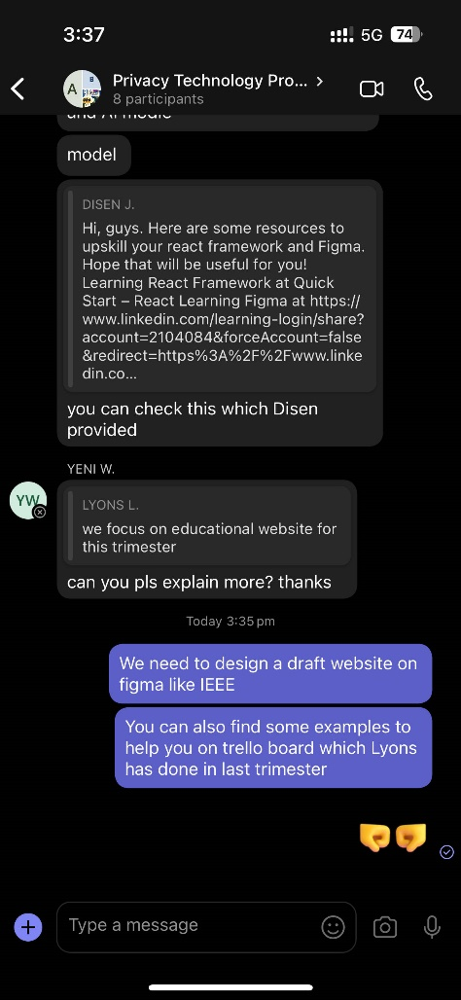 3:37
5G
74
A
B
Privacy Technology Pro...
8 participants
and AI modle
model
DISEN J.
Hi, guys. Here are some resources to
upskill your react framework and Figma.
Hope that will be useful for you!
Learning React Framework at Quick
Start – React Learning Figma at https://
www.linkedin.com/learning-login/share?
account=2104084&forceAccount=false
&redirect=https%3A%2F%2Fwww.linke
din.co...
you can check this which Disen
provided
YENI W.
YW
LYONS L.
we focus on educational website for
this trimester
can you pls explain more? thanks
Today 3:35 pm
We need to design a draft website on
figma like IEEE
You can also find some examples to
help you on trello board which Lyons
has done in last trimester
Type a message